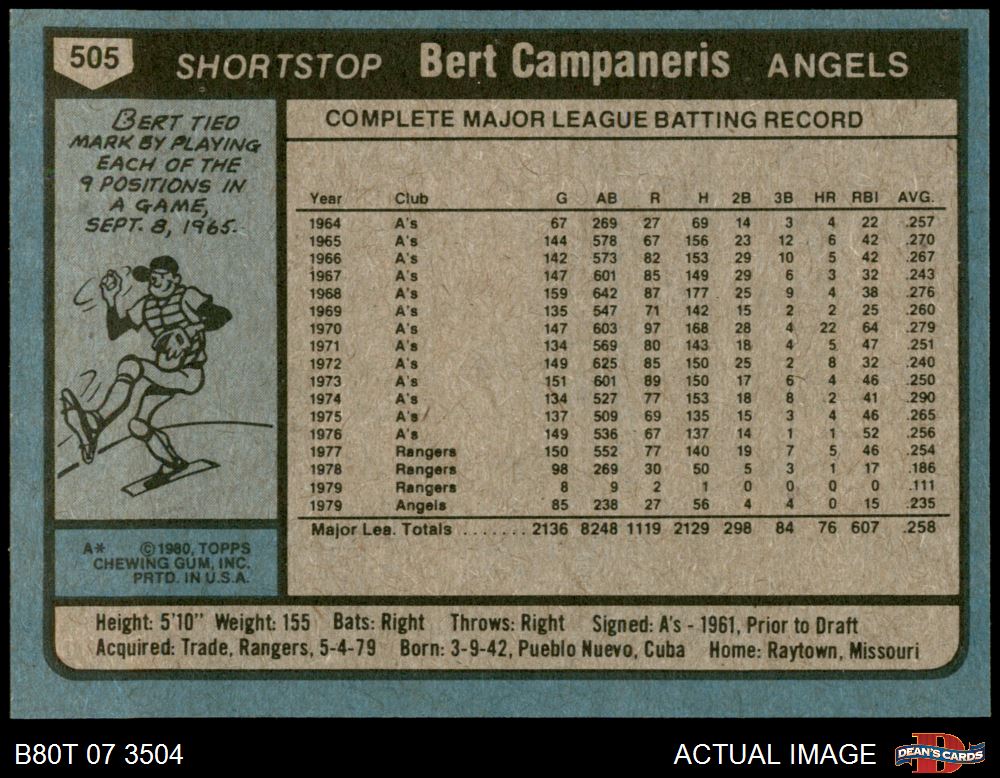 505 SHORTSTOP Bert Campaneris ANGELS
BERT TIED
MARK BY PLAYING
EACH OF THE
9 POSITIONS IN
A GAME,
SEPT. 8, 1965.
COMPLETE MAJOR LEAGUE BATTING RECORD
Year Club G AB R H 2B 3B HR RBI AVG.
1964 A's 67 269 27 69 14 3 4 22 .257
1965 A's 144 578 67 156 23 12 6 42 .270
1966 A's 142 573 82 153 29 10 5 42 .267
1967 A's 147 601 85 149 29 6 3 32 .243
1968 A's 159 642 87 177 25 9 4 38 .276
1969 A's 135 547 71 142 15 2 2 25 .260
1970 A's 147 603 97 168 28 4 22 64 .279
1971 A's 134 569 80 143 18 4 5 47 .251
1972 A's 149 625 85 150 25 2 8 32 .240
1973 A's 151 601 89 150 17 6 4 46 .250
1974 A's 134 527 77 153 18 8 2 41 .290
1975 A's 137 509 69 135 15 3 4 46 .265
1976 A's 149 536 67 137 14 1 1 52 .256
1977 Rangers 150 552 77 140 19 7 5 46 .254
1978 Rangers 98 269 30 50 5 3 1 17 .186
1979 Rangers 8 9 2 1 0 0 0 0 .111
1979 Angels 85 238 27 56 4 4 0 15 .235
Major Lea. Totals ....... 2136 8248 1119 2129 298 84 76 607 .258
A* ©1980, TOPPS
CHEWING GUM, INC.
PRTD. IN U.S.A.
Height: 5'10" Weight: 155 Bats: Right Throws: Right Signed: A's - 1961, Prior to Draft
Acquired: Trade, Rangers, 5-4-79 Born: 3-9-42, Pueblo Nuevo, Cuba Home: Raytown, Missouri
B80T 07 3504 ACTUAL IMAGE DEAN'S CARDS